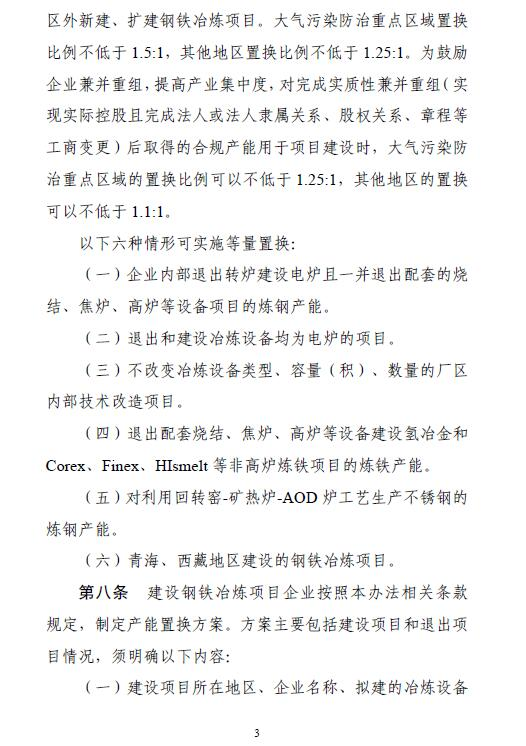 区外新建、扩建钢铁冶炼项目。大气污染防治重点区域置换
比例不低于 1.5:1，其他地区置换比例不低于 1.25:1。为鼓励
企业兼并重组，提高产业集中度，对完成实质性兼并重组（实
现实际控股且完成法人或法人隶属关系、股权关系、章程等
工商变更）后取得的合规产能用于项目建设时，大气污染防
治重点区域的置换比例可以不低于 1.25:1，其他地区的置换
可以不低于 1.1:1。
以下六种情形可实施等量置换：
（一）企业内部退出转炉建设电炉且一并退出配套的烧
结、焦炉、高炉等设备项目的炼钢产能。
（二）退出和建设冶炼设备均为电炉的项目。
（三）不改变冶炼设备类型、容量（积）、数量的厂区
内部技术改造项目。
（四）退出配套烧结、焦炉、高炉等设备建设氢冶金和
Corex、Finex、HIsmelt 等非高炉炼铁项目的炼铁产能。
（五）对利用回转窑-矿热炉-AOD 炉工艺生产不锈钢的
炼钢产能。
（六）青海、西藏地区建设的钢铁冶炼项目。
第八条 建设钢铁冶炼项目企业按照本办法相关条款
规定，制定产能置换方案。方案主要包括建设项目和退出项
目情况，须明确以下内容：
（一）建设项目所在地区、企业名称、拟建的冶炼设备
3